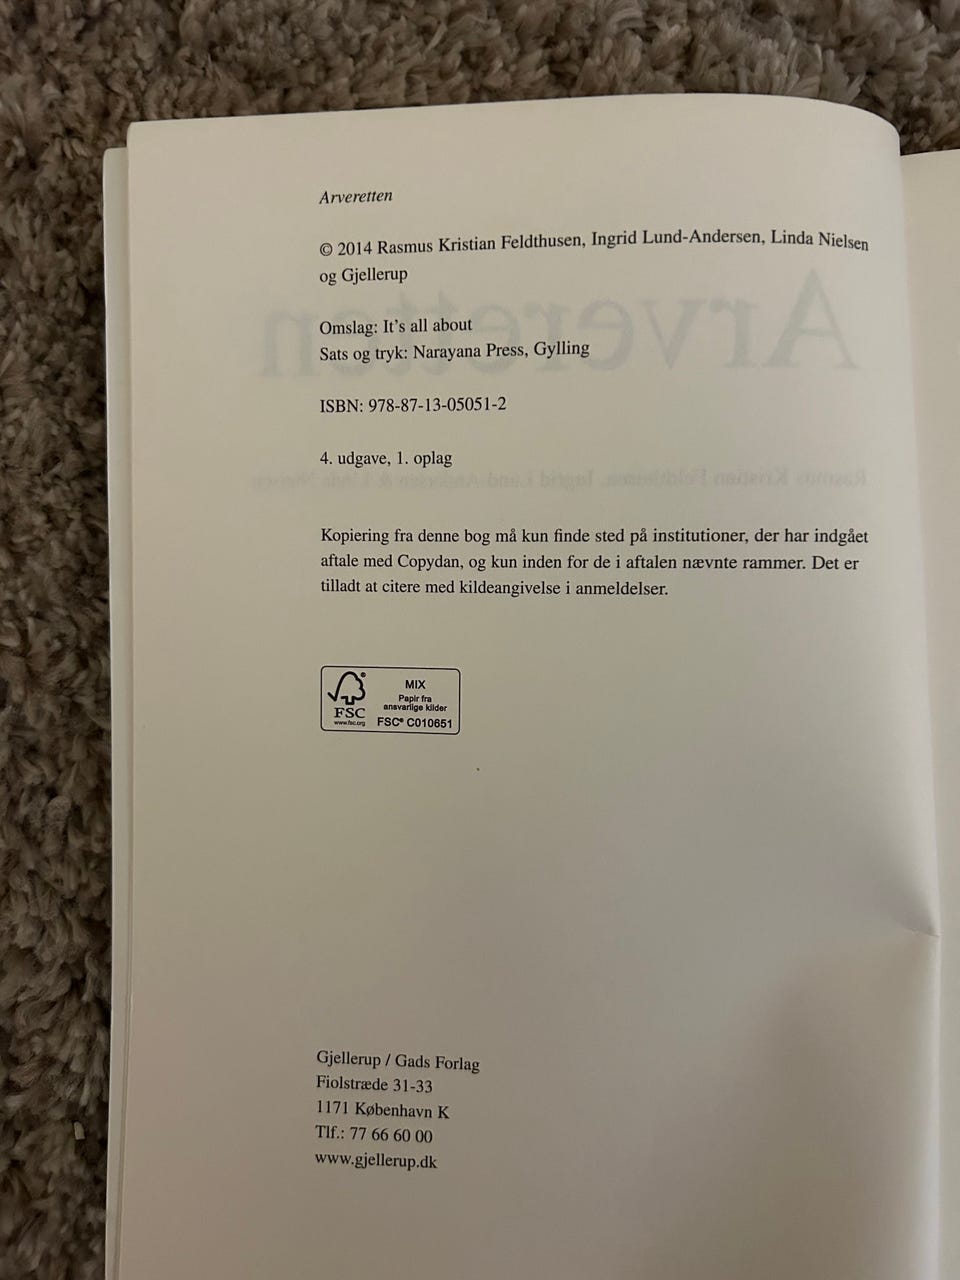 Arveretten
© 2014 Rasmus Kristian Feldthusen, Ingrid Lund-Andersen, Linda Nielsen
og Gjellerup
Omslag: It's all about
Sats og tryk: Narayana Press, Gylling
ISBN: 978-87-13-05051-2
4. udgave, 1. oplag
Kopiering fra denne bog må kun finde sted på institutioner, der har indgået
aftale med Copydan, og kun inden for de i aftalen nævnte rammer. Det er
tilladt at citere med kildeangivelse i anmeldelser.
MIX
Papir fra
ansvarlige kilder
FSC® C010651
FSC
www.fsc.org
Gjellerup / Gads Forlag
Fiolstræde 31-33
1171 København K
Tlf.: 77 66 60 00
www.gjellerup.dk